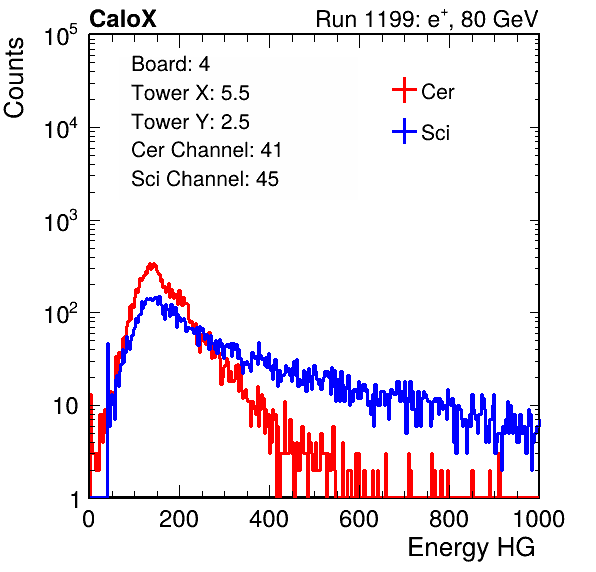 CaloX Run 1199: e⁺, 80 GeV
Counts
10⁵
10⁴
10³
10²
10
1
Board: 4
Tower X: 5.5
Tower Y: 2.5
Cer Channel: 41
Sci Channel: 45
Cer
Sci
0 200 400 600 800 1000
Energy HG